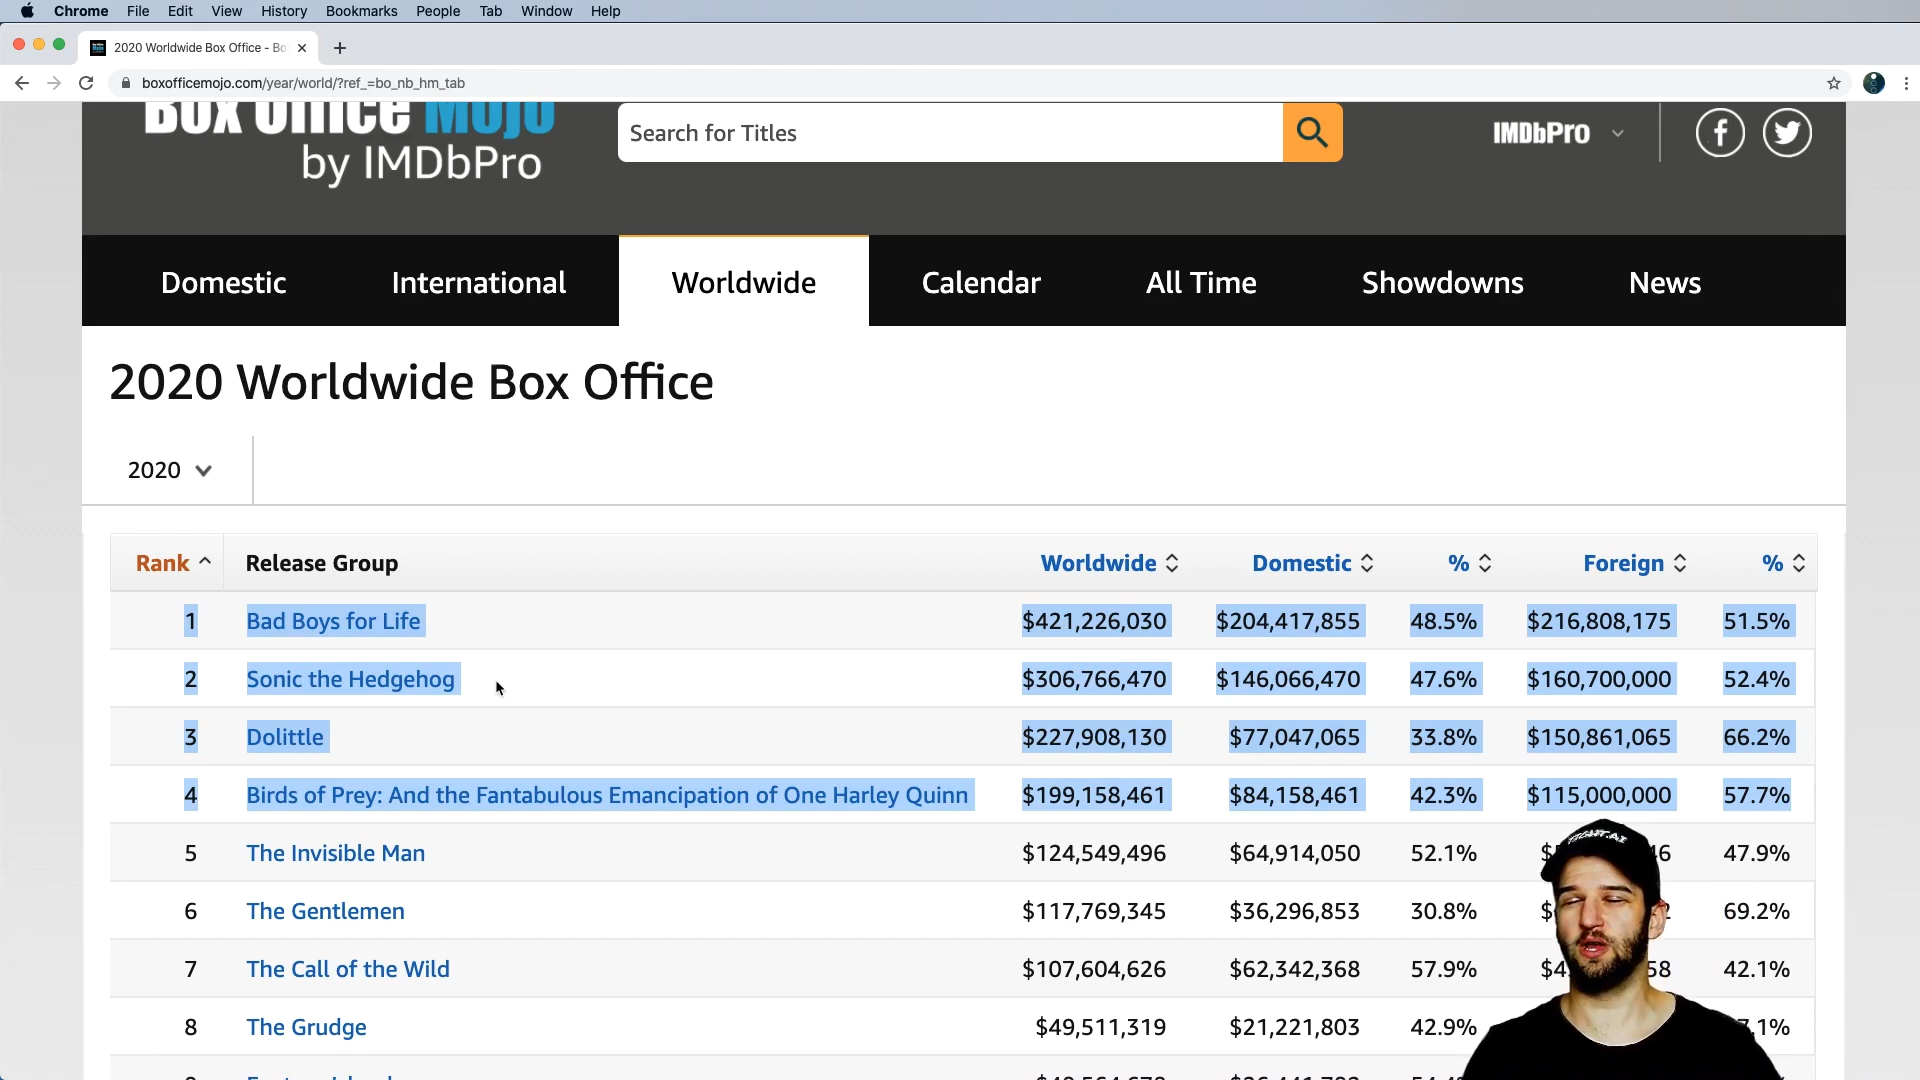 Chrome File Edit View History Bookmarks People Tab Window Help
2020 Worldwide Box Office - Bo
boxofficemojo.com/year/world/?ref_=bo_nb_hm_tab
Box Office Mojo
by IMDbPro
Search for Titles
IMDbPro
Domestic International Worldwide Calendar All Time Showdowns News
2020 Worldwide Box Office
2020
Rank Release Group Worldwide Domestic % Foreign %
1 Bad Boys for Life $421,226,030 $204,417,855 48.5% $216,808,175 51.5%
2 Sonic the Hedgehog $306,766,470 $146,066,470 47.6% $160,700,000 52.4%
3 Dolittle $227,908,130 $77,047,065 33.8% $150,861,065 66.2%
4 Birds of Prey: And the Fantabulous Emancipation of One Harley Quinn $199,158,461 $84,158,461 42.3% $115,000,000 57.7%
5 The Invisible Man $124,549,496 $64,914,050 52.1% 47.9%
6 The Gentlemen $117,769,345 $36,296,853 30.8% 69.2%
7 The Call of the Wild $107,604,626 $62,342,368 57.9% 42.1%
8 The Grudge $49,511,319 $21,221,803 42.9%